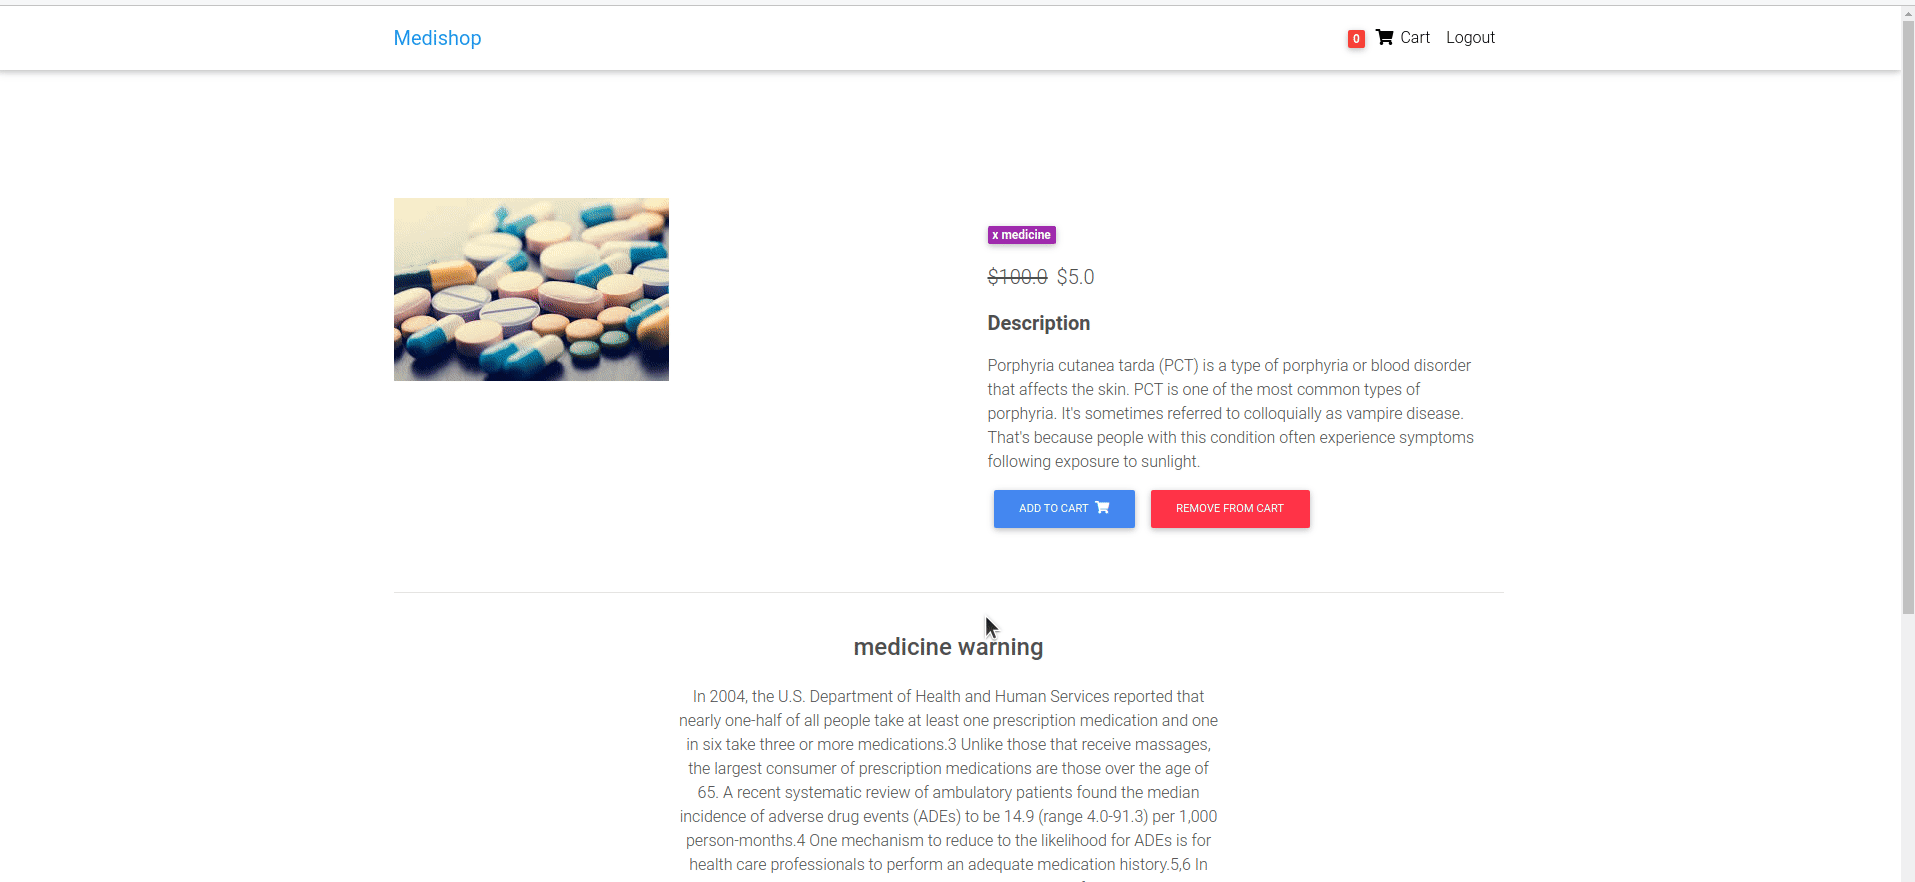 Medishop
0 Cart Logout
x medicine
$100.0 $5.0
Description
Porphyria cutanea tarda (PCT) is a type of porphyria or blood disorder
that affects the skin. PCT is one of the most common types of
porphyria. It's sometimes referred to colloquially as vampire disease.
That's because people with this condition often experience symptoms
following exposure to sunlight.
ADD TO CART REMOVE FROM CART
medicine warning
In 2004, the U.S. Department of Health and Human Services reported that
nearly one-half of all people take at least one prescription medication and one
in six take three or more medications.3 Unlike those that receive massages,
the largest consumer of prescription medications are those over the age of
65. A recent systematic review of ambulatory patients found the median
incidence of adverse drug events (ADEs) to be 14.9 (range 4.0-91.3) per 1,000
person-months.4 One mechanism to reduce to the likelihood for ADEs is for
health care professionals to perform an adequate medication history.5,6 In